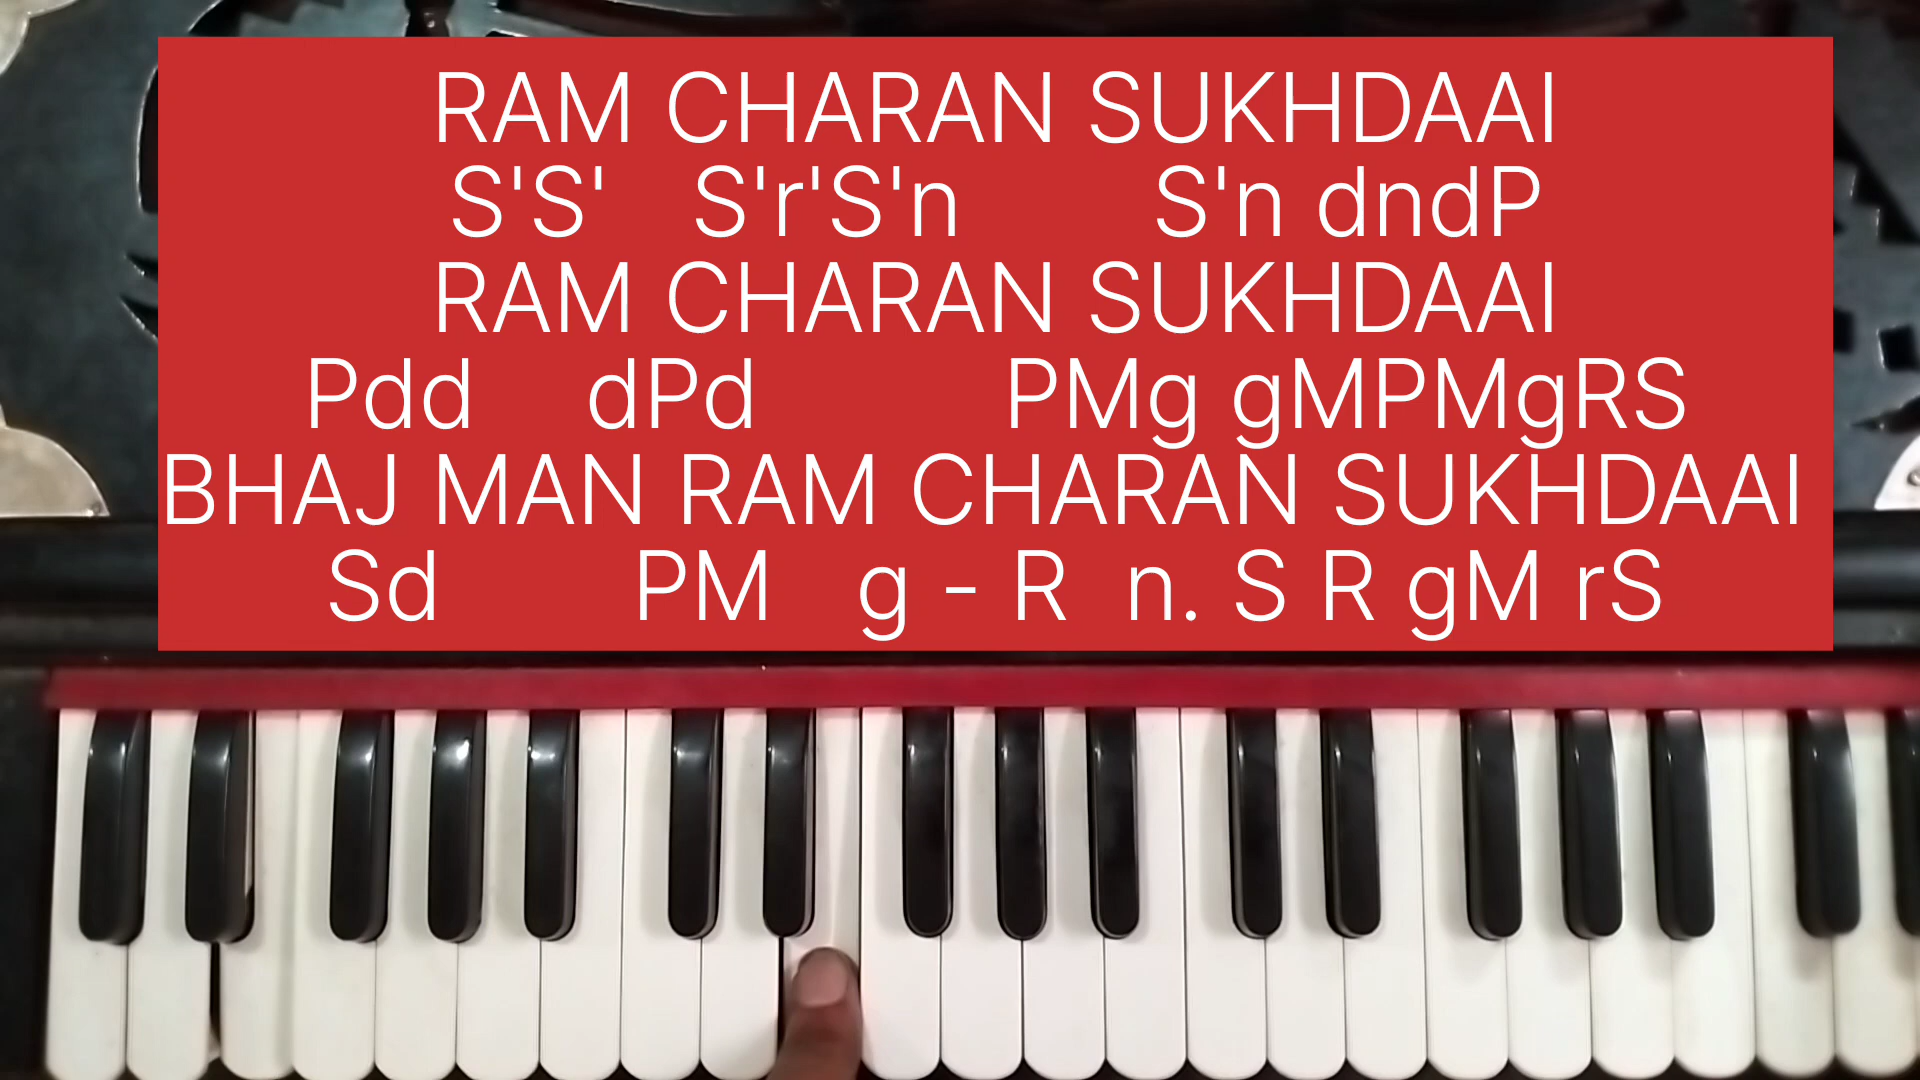 RAM CHARAN SUKHDAAI
S'S' S'r'S'n S'n dndP
RAM CHARAN SUKHDAAI
Pdd dPd PMg gMPMgRS
BHAJ MAN RAM CHARAN SUKHDAAI
Sd PM g - R n. S R gM rS